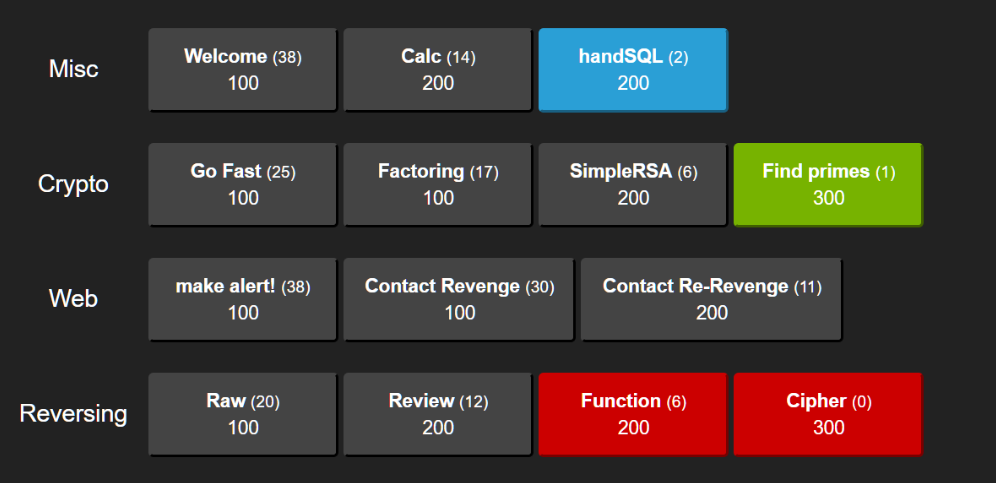 Misc
Welcome (38)
100
Calc (14)
200
handSQL (2)
200
Crypto
Go Fast (25)
100
Factoring (17)
100
SimpleRSA (6)
200
Find primes (1)
300
Web
make alert! (38)
100
Contact Revenge (30)
100
Contact Re-Revenge (11)
200
Reversing
Raw (20)
100
Review (12)
200
Function (6)
200
Cipher (0)
300